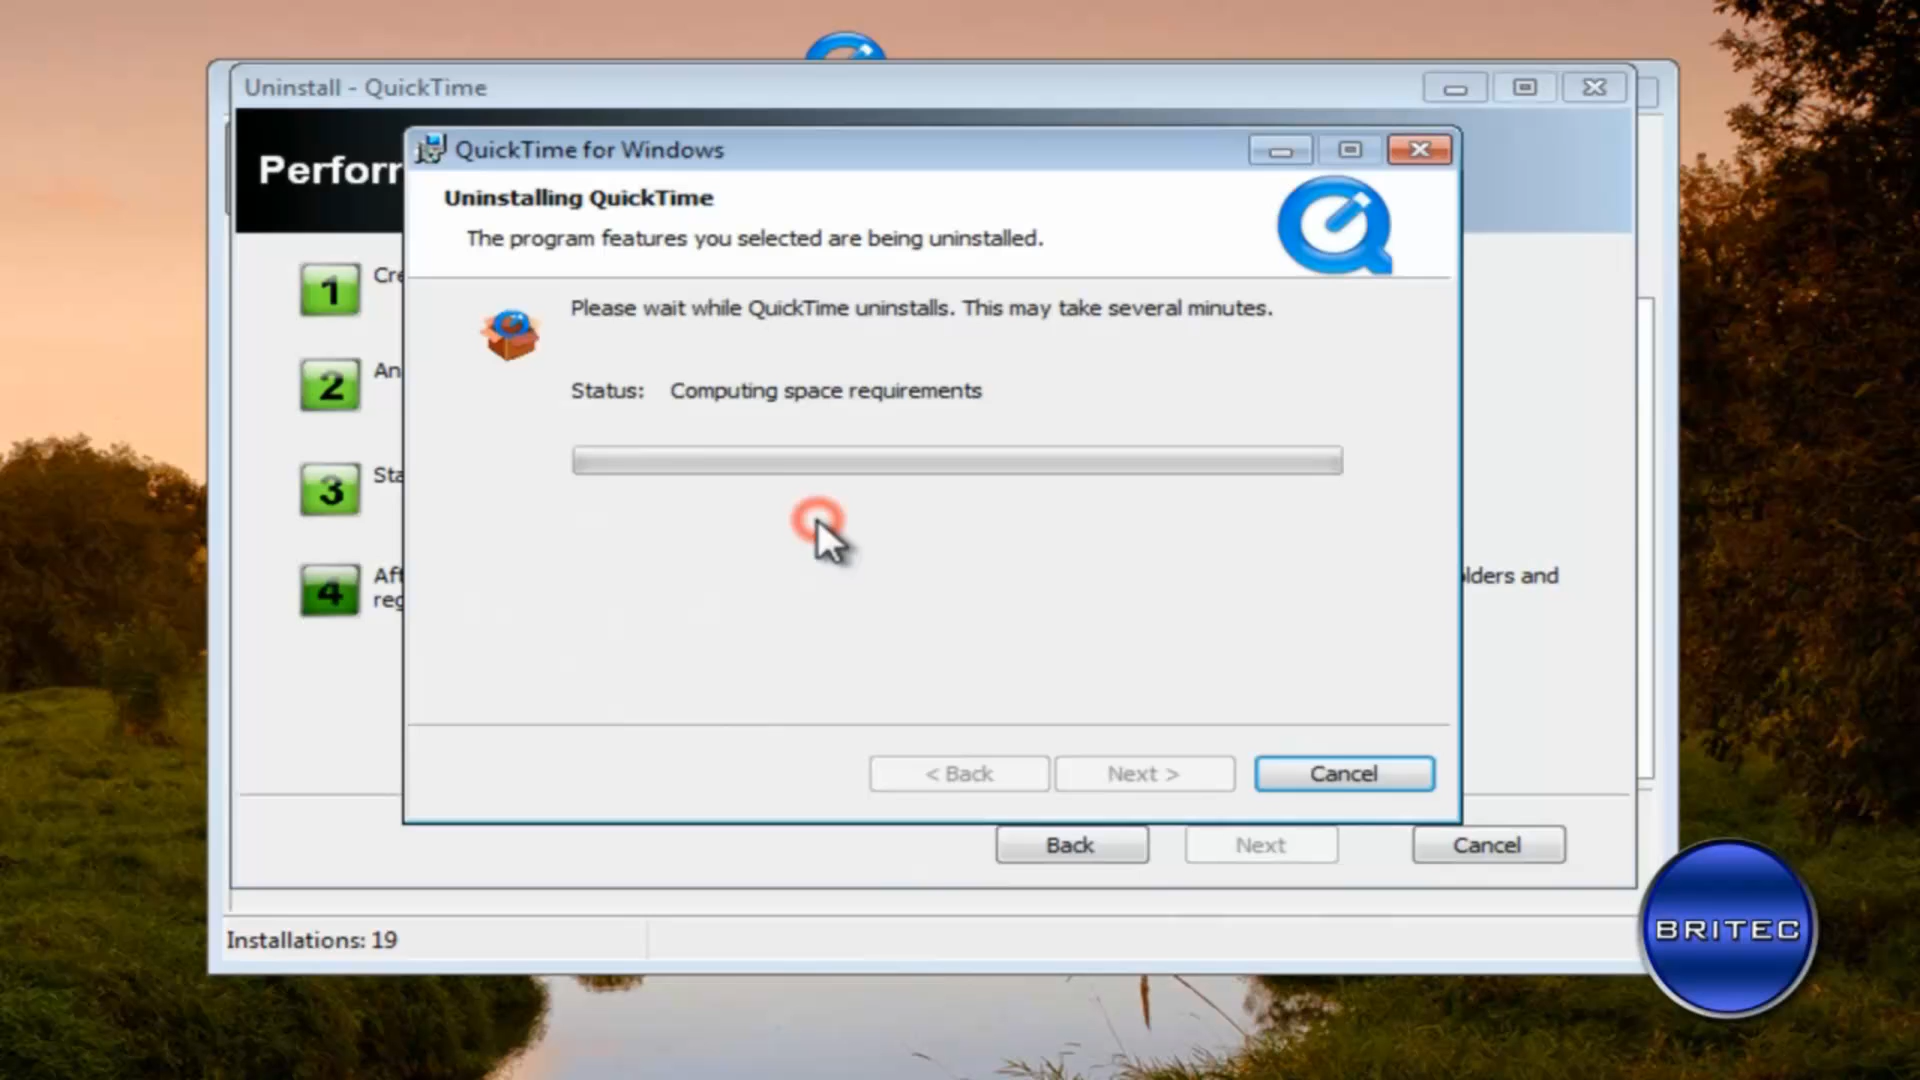 Uninstall - QuickTime
Perform
QuickTime for Windows
Uninstalling QuickTime
The program features you selected are being uninstalled.
1
Cre
Please wait while QuickTime uninstalls. This may take several minutes.
2
An
Status: Computing space requirements
3
Sta
4
Aft
reg
olders and
< Back
Next >
Cancel
Back
Next
Cancel
BRITEC
Installations: 19